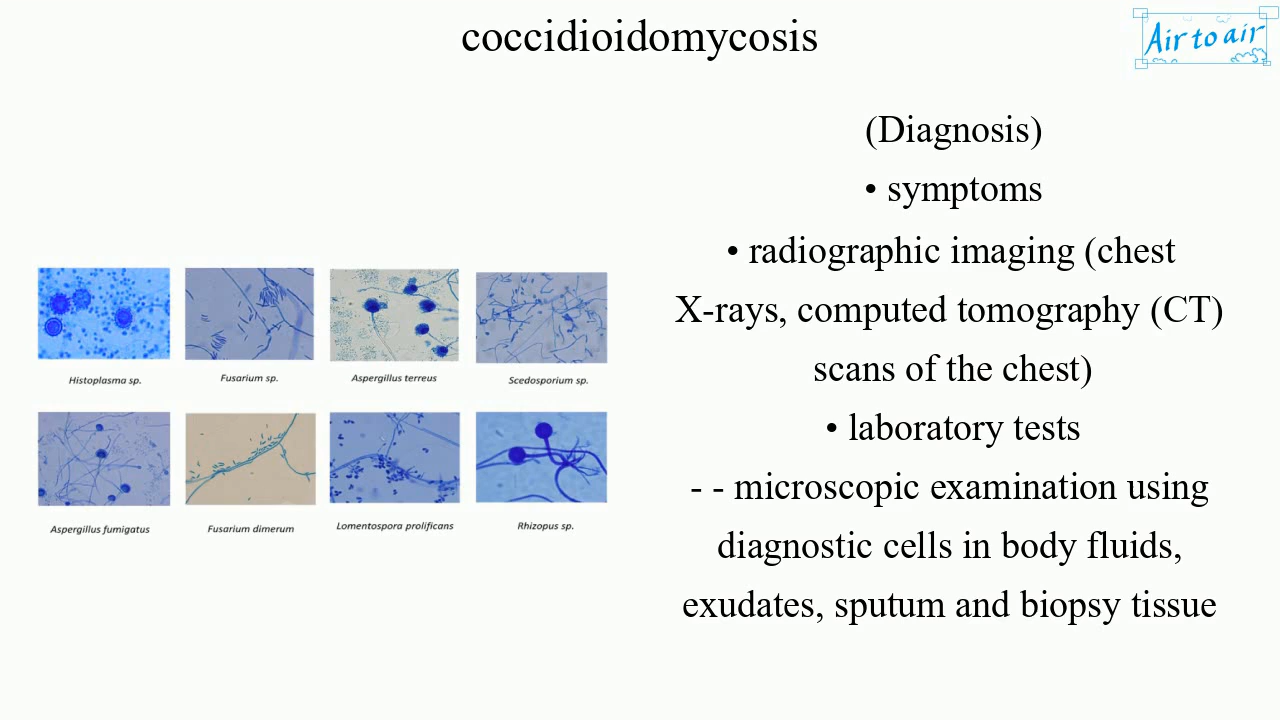 coccidioidomycosis
Air to air
(Diagnosis)
• symptoms
• radiographic imaging (chest
X-rays, computed tomography (CT)
scans of the chest)
• laboratory tests
- - microscopic examination using
diagnostic cells in body fluids,
exudates, sputum and biopsy tissue
Histoplasma sp.
Fusarium sp.
Aspergillus terreus
Scedosporium sp.
Aspergillus fumigatus
Fusarium dimerum
Lomentospora prolificans
Rhizopus sp.